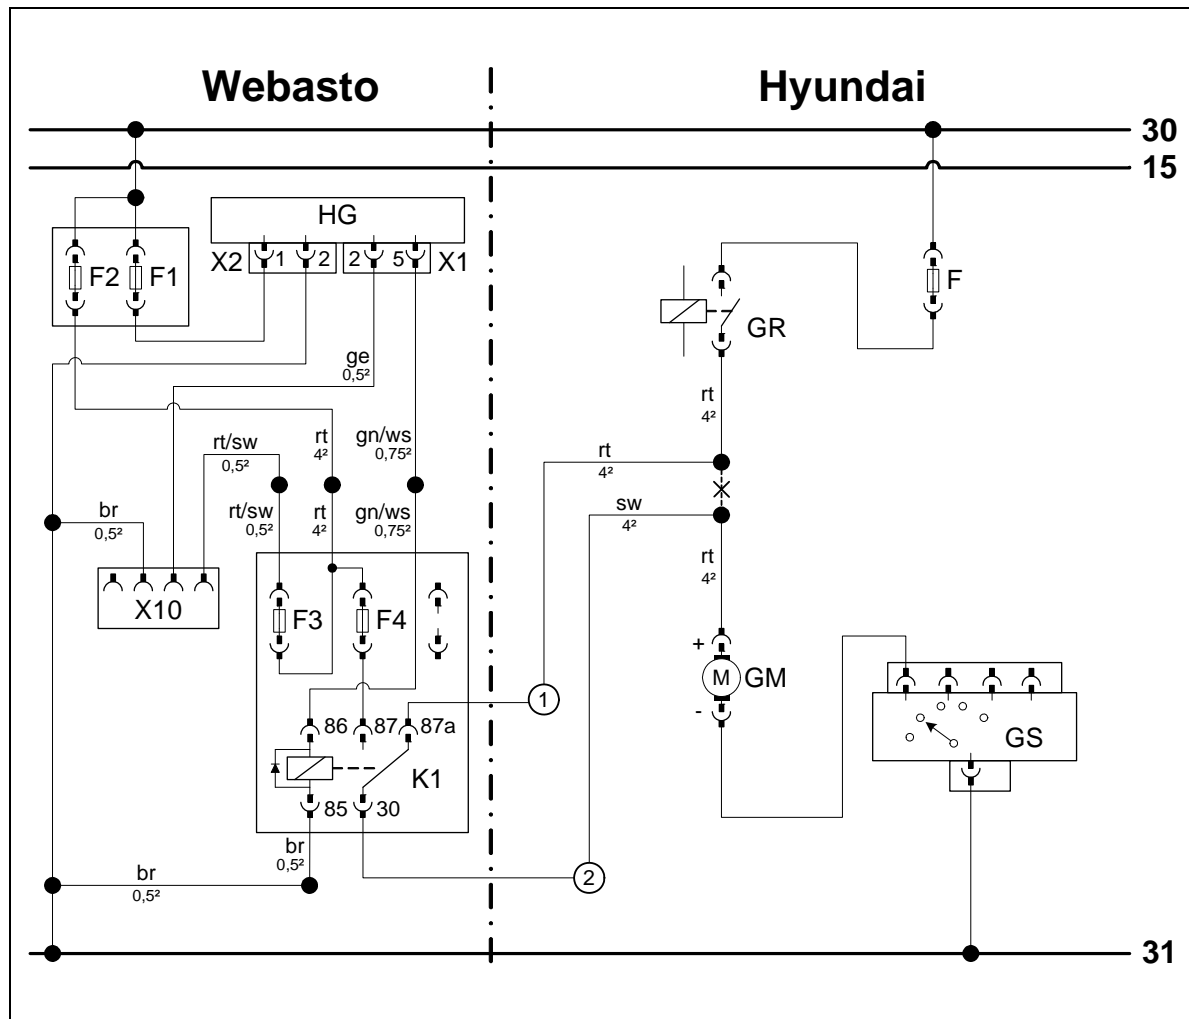 Webasto
Hyundai
30
15
HG
X2
1
2
2
5
X1
F2
F1
F
GR
ge
0,5²
rt
4²
rt/sw
0,5²
rt
4²
gn/ws
0,75²
rt
4²
rt/sw
0,5²
rt
4²
gn/ws
0,75²
sw
4²
br
0,5²
rt
4²
X10
F3
F4
+
M
GM
-
1
GS
86
87
87a
K1
85
30
br
0,5²
br
0,5²
2
31